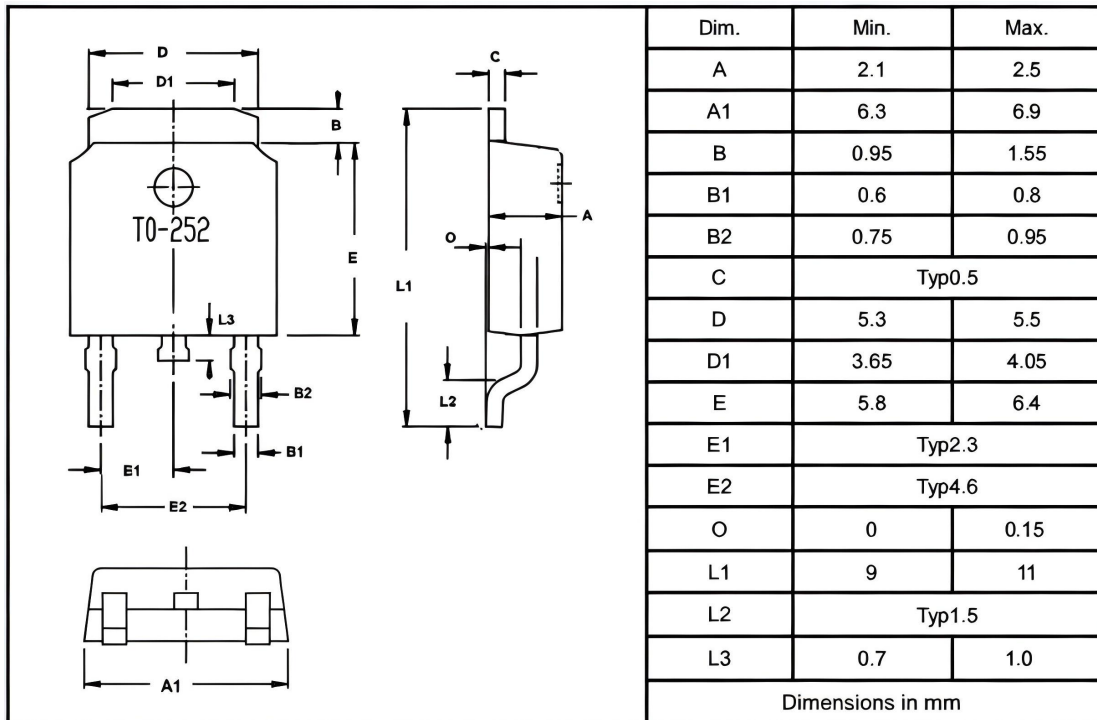 D
D1
B
C
TO-252
A
O
E
L1
L3
L2
B2
B1
E1
E2
A1
Dim. Min. Max.
A 2.1 2.5
A1 6.3 6.9
B 0.95 1.55
B1 0.6 0.8
B2 0.75 0.95
C Typ0.5
D 5.3 5.5
D1 3.65 4.05
E 5.8 6.4
E1 Typ2.3
E2 Typ4.6
O 0 0.15
L1 9 11
L2 Typ1.5
L3 0.7 1.0
Dimensions in mm